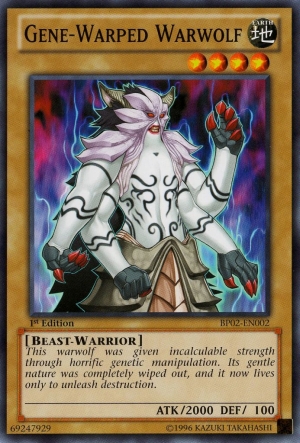 GENE-WARPED WARWOLF
EARTH
地
1st Edition
BP02-EN002
[BEAST-WARRIOR]
This warwolf was given incalculable strength
through horrific genetic manipulation. Its gentle
nature was completely wiped out, and it now lives
only to unleash destruction.
ATK/2000 DEF/ 100
69247929
©1996 KAZUKI TAKAHASHI